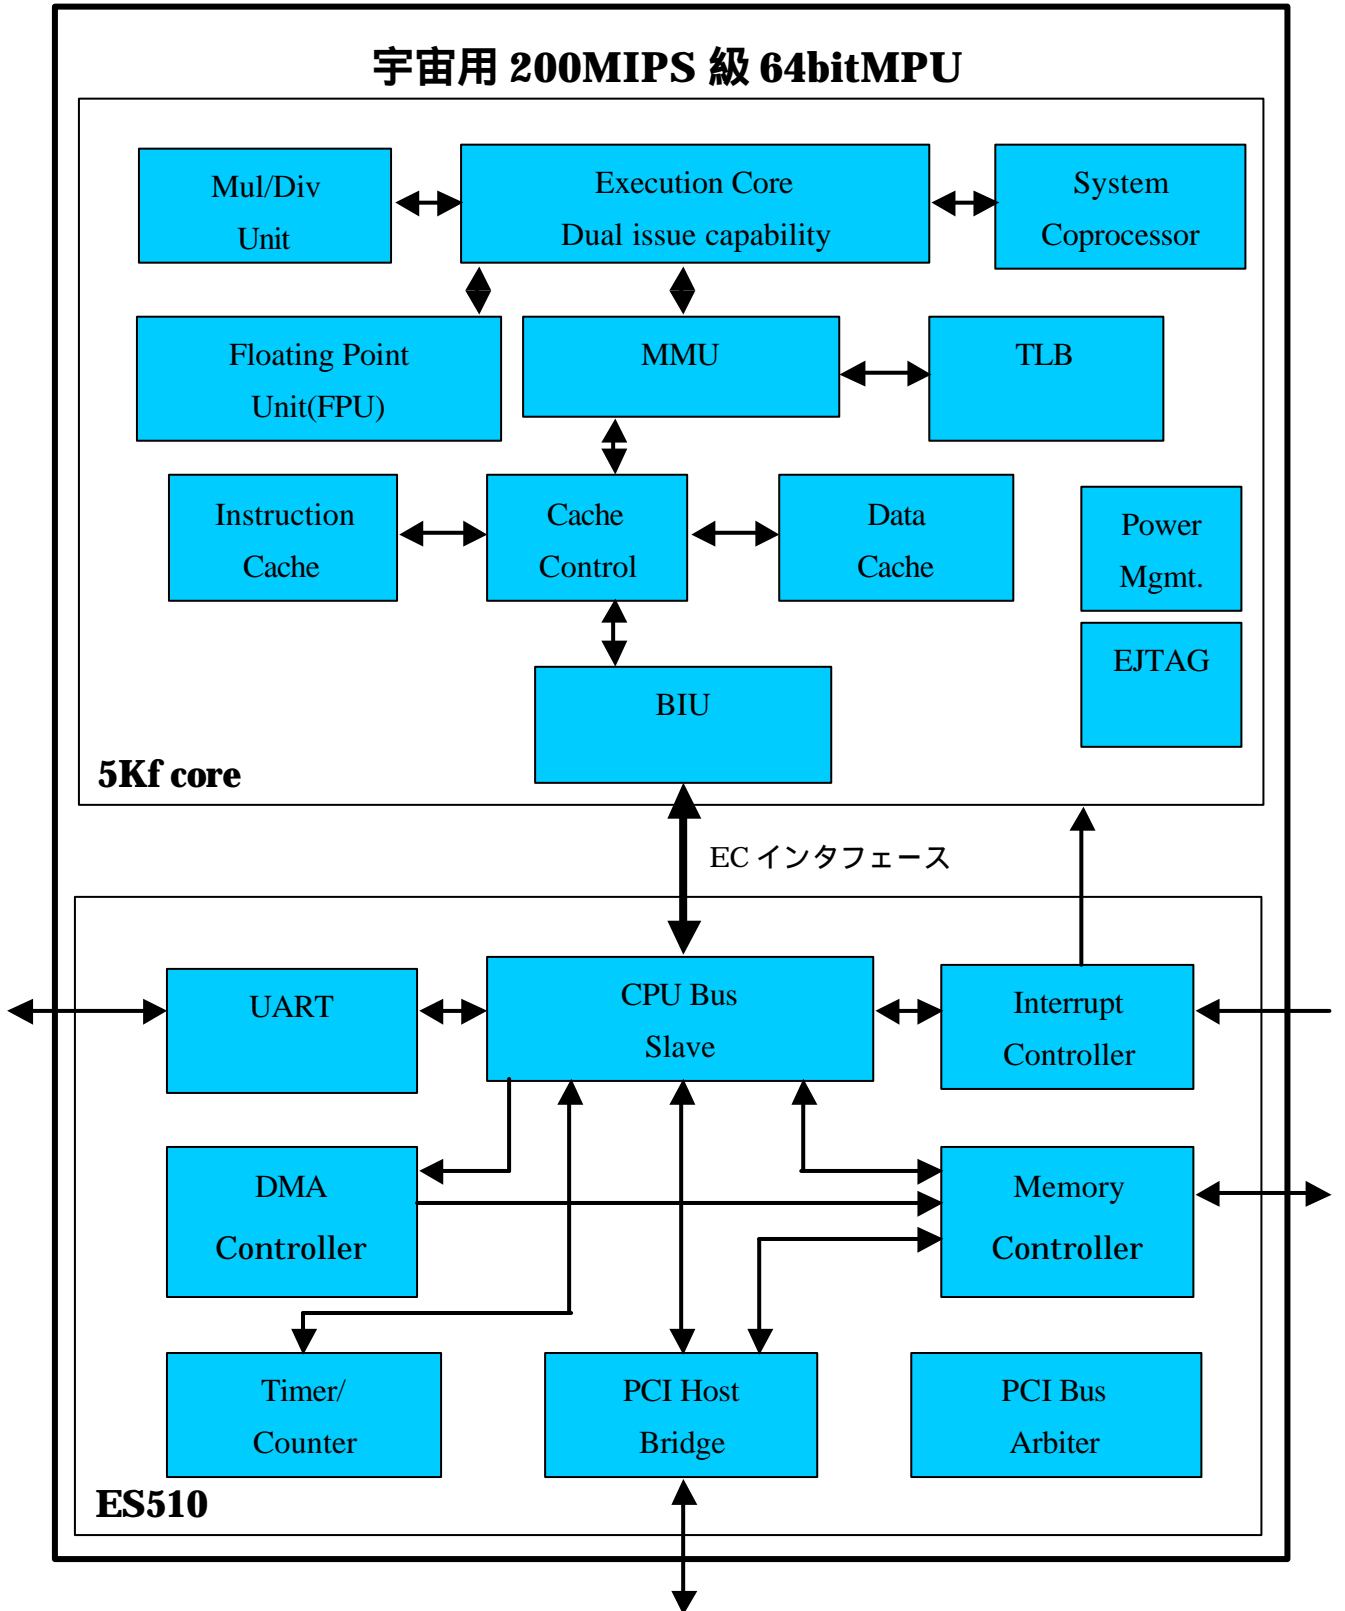 宇宙用 200MIPS 級 64bitMPU
Mul/Div
Unit
Execution Core
Dual issue capability
System
Coprocessor
Floating Point
Unit(FPU)
MMU
TLB
Instruction
Cache
Cache
Control
Data
Cache
Power
Mgmt.
EJTAG
BIU
5Kf core
EC インタフェース
UART
CPU Bus
Slave
Interrupt
Controller
DMA
Controller
Memory
Controller
Timer/
Counter
PCI Host
Bridge
PCI Bus
Arbiter
ES510